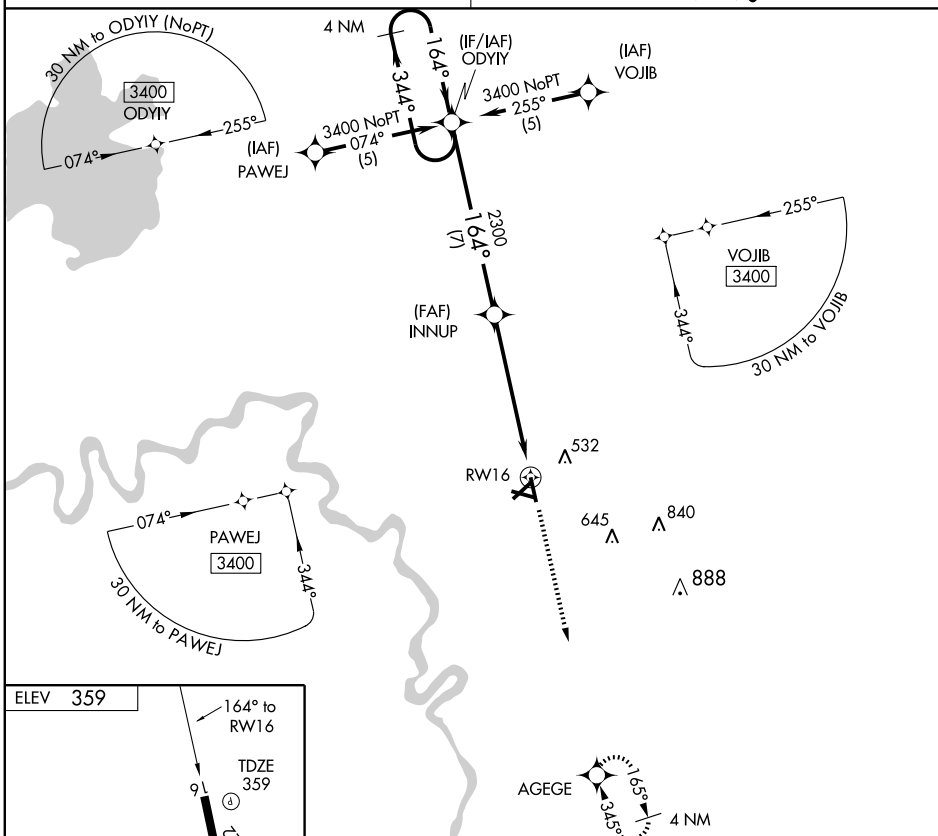 30 NM to ODYIY (NoPT)
3400
ODYIY
074°
255°
4 NM
164°
344°
(IF/IAF)
ODYIY
(IAF)
VOJIB
3400 NoPT
255°
(5)
3400 NoPT
074°
(5)
(IAF)
PAWEJ
2300
164°
(7)
255°
VOJIB
3400
344°
30 NM to VOJIB
(FAF)
INNUP
RW16
532
645
840
888
074°
PAWEJ
3400
344°
30 NM to PAWEJ
ELEV 359
164° to
RW16
TDZE
359
16
P
AGEGE
165°
345°
4 NM